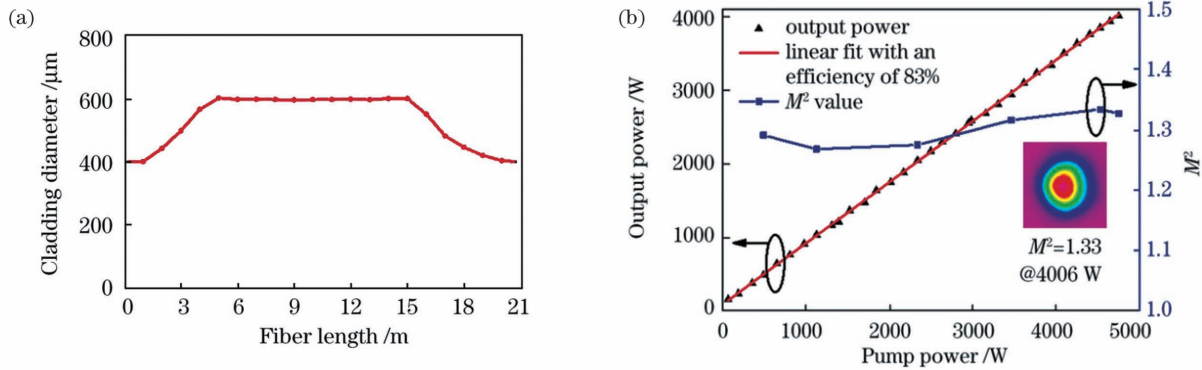 (a)
800
600
400
200
0
Cladding diameter /μm
0 3 6 9 12 15 18 21
Fiber length /m
(b)
4000
3000
2000
1000
0
Output power /W
output power
linear fit with an
efficiency of 83%
M² value
1.5
1.4
1.3
1.2
1.1
1.0
M²
M²=1.33
@4006 W
0 1000 2000 3000 4000 5000
Pump power /W